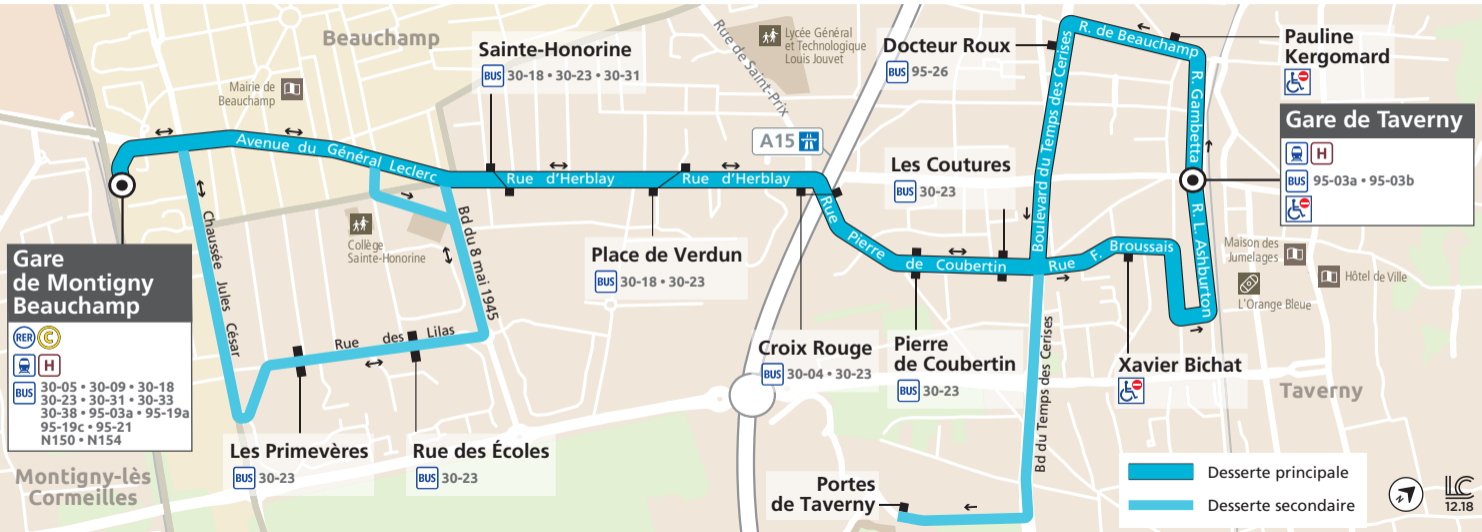 Beauchamp
Mairie de
Beauchamp
Sainte-Honorine
BUS 30-18 • 30-23 • 30-31
Rue de Saint-Prix
Lycée Général
et Technologique
Louis Jouvet
Docteur Roux
BUS 95-26
R. de Beauchamp
Pauline
Kergomard
Gare de Taverny
H
BUS 95-03a • 95-03b
A15
Avenue du Général Leclerc
Rue d'Herblay
Rue d'Herblay
Les Coutures
BUS 30-23
Boulevard du Temps des Cerises
R. Gambetta
R. L. Ashburton
Chaussée Jules César
Collège
Sainte-Honorine
Bd du 8 mai 1945
Place de Verdun
BUS 30-18 • 30-23
Rue Pierre de Coubertin
Rue F. Broussais
Maison des
Jumelages
Hôtel de Ville
L'Orange Bleue
Gare
de Montigny
Beauchamp
RER C
H
BUS 30-05 • 30-09 • 30-18
30-23 • 30-31 • 30-33
30-38 • 95-03a • 95-19a
95-19c • 95-21
N150 • N154
Rue des Lilas
Croix Rouge
BUS 30-04 • 30-23
Pierre
de Coubertin
BUS 30-23
Bd du Temps des Cerises
Xavier Bichat
Taverny
Les Primevères
BUS 30-23
Rue des Écoles
BUS 30-23
Montigny-lès
Cormeilles
Portes
de Taverny
Desserte principale
Desserte secondaire
LC
12.18